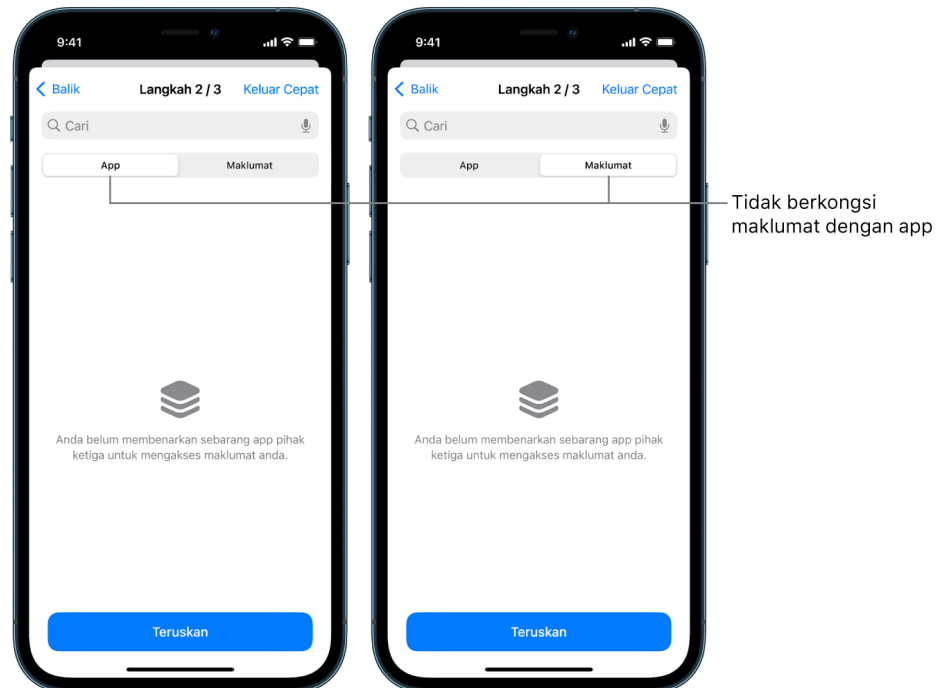 9:41
Balik
Langkah 2 / 3
Keluar Cepat
Cari
App
Maklumat
Anda belum membenarkan sebarang app pihak
ketiga untuk mengakses maklumat anda.
Teruskan
9:41
Balik
Langkah 2 / 3
Keluar Cepat
Cari
App
Maklumat
Anda belum membenarkan sebarang app pihak
ketiga untuk mengakses maklumat anda.
Teruskan
Tidak berkongsi
maklumat dengan app